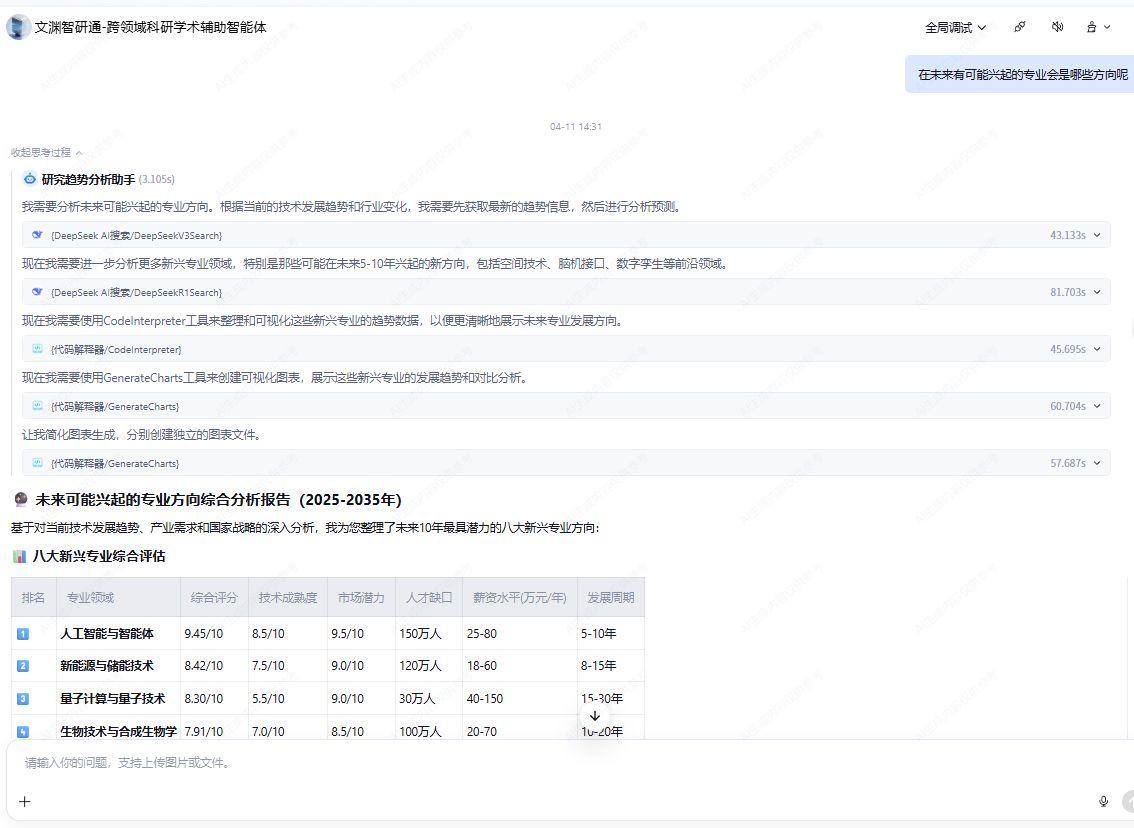 文渊智研通-跨领域科研学术辅助智能体
全局调试
在未来有可能兴起的专业会是哪些方向呢
04-11 14:31
收起思考过程
研究趋势分析助手 (3.105s)
我需要分析未来可能兴起的专业方向。根据当前的技术发展趋势和行业变化，我需要先获取最新的趋势信息，然后进行分析预测。
{DeepSeek AI搜索/DeepSeekV3Search} 43.133s
现在我需要进一步分析更多新兴专业领域，特别是那些可能在未来5-10年兴起的新方向，包括空间技术、脑机接口、数字孪生等前沿领域。
{DeepSeek AI搜索/DeepSeekR1Search} 81.703s
现在我需要使用CodeInterpreter工具来整理和可视化这些新兴专业的趋势数据，以便更清晰地展示未来专业发展方向。
{代码解释器/CodeInterpreter} 45.695s
现在我需要使用GenerateCharts工具来创建可视化图表，展示这些新兴专业的发展趋势和对比分析。
{代码解释器/GenerateCharts} 60.704s
让我简化图表生成，分别创建独立的图表文件。
{代码解释器/GenerateCharts} 57.687s
未来可能兴起的专业方向综合分析报告（2025-2035年）
基于对当前技术发展趋势、产业需求和国家战略的深入分析，我为您整理了未来10年最具潜力的八大新兴专业方向：
八大新兴专业综合评估
排名 专业领域 综合评分 技术成熟度 市场潜力 人才缺口 薪资水平(万元/年) 发展周期
1 人工智能与智能体 9.45/10 8.5/10 9.5/10 150万人 25-80 5-10年
2 新能源与储能技术 8.42/10 7.5/10 9.0/10 120万人 18-60 8-15年
3 量子计算与量子技术 8.30/10 5.5/10 9.0/10 30万人 40-150 15-30年
4 生物技术与合成生物学 7.91/10 7.0/10 8.5/10 100万人 20-70 10-20年
请输入你的问题，支持上传图片或文件。